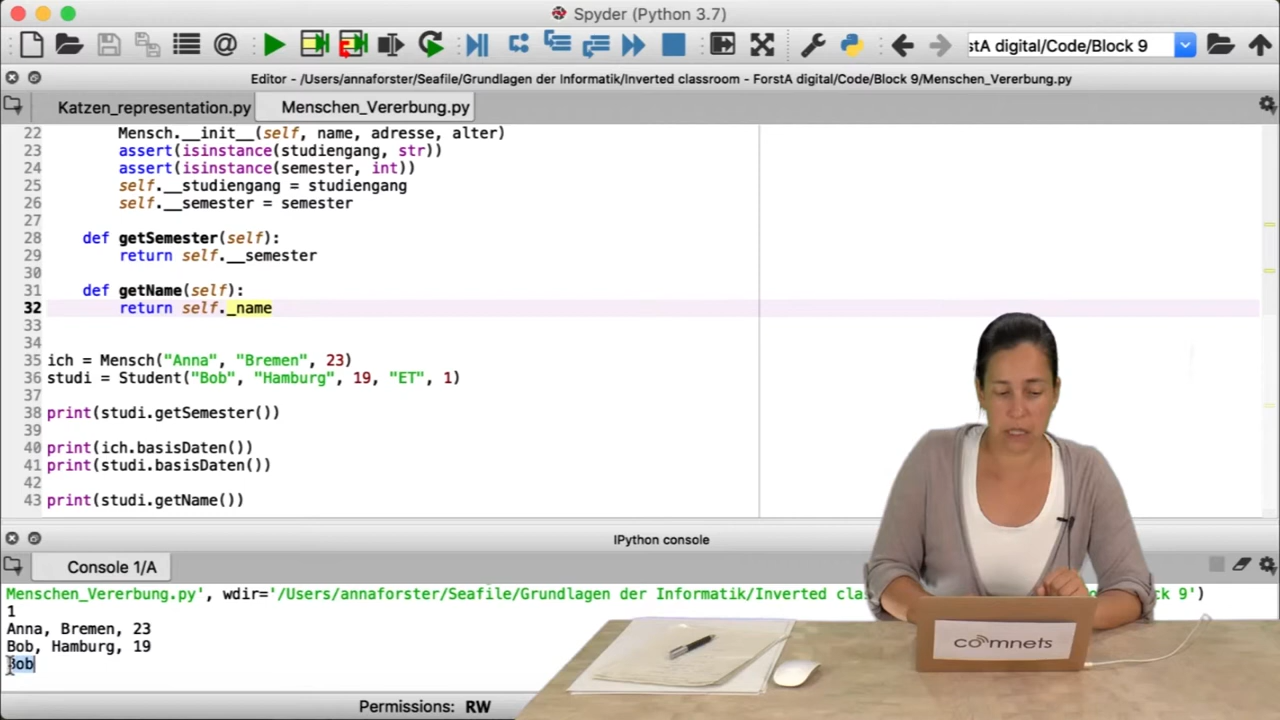 Spyder (Python 3.7)
stA digital/Code/Block 9
Editor - /Users/annaforster/Seafile/Grundlagen der Informatik/Inverted classroom - ForstA digital/Code/Block 9/Menschen_Vererbung.py
Katzen_representation.py Menschen_Vererbung.py
22 Mensch.__init__(self, name, adresse, alter)
23 assert(isinstance(studiengang, str))
24 assert(isinstance(semester, int))
25 self.__studiengang = studiengang
26 self.__semester = semester
27
28 def getSemester(self):
29 return self.__semester
30
31 def getName(self):
32 return self._name
33
34
35 ich = Mensch("Anna", "Bremen", 23)
36 studi = Student("Bob", "Hamburg", 19, "ET", 1)
37
38 print(studi.getSemester())
39
40 print(ich.basisDaten())
41 print(studi.basisDaten())
42
43 print(studi.getName())
IPython console
Console 1/A
Menschen_Vererbung.py', wdir='/Users/annaforster/Seafile/Grundlagen der Informatik/Inverted clas ck 9')
1
Anna, Bremen, 23
Bob, Hamburg, 19
Bob
comnets
Permissions: RW